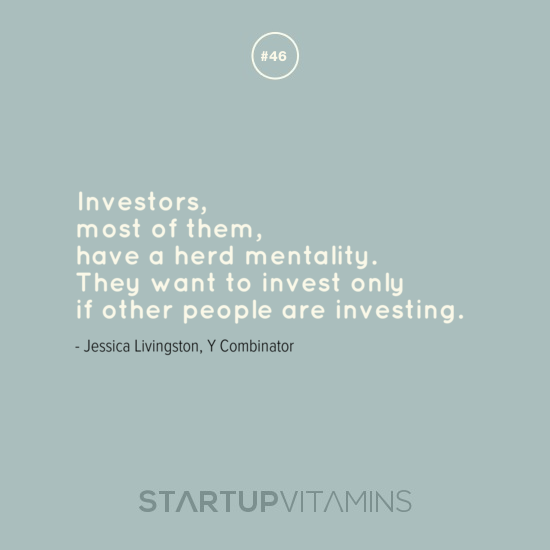 #46
Investors,
most of them,
have a herd mentality.
They want to invest only
if other people are investing.
- Jessica Livingston, Y Combinator
STARTUPVITAMINS